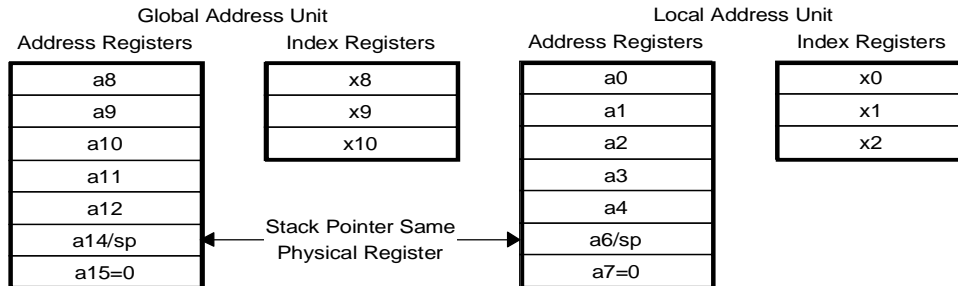 Global Address Unit
Local Address Unit
Address Registers
Index Registers
Address Registers
Index Registers
a8
x8
a0
x0
a9
x9
a1
x1
a10
x10
a2
x2
a11
a3
a12
a4
a14/sp
Stack Pointer Same
Physical Register
a6/sp
a15=0
a7=0